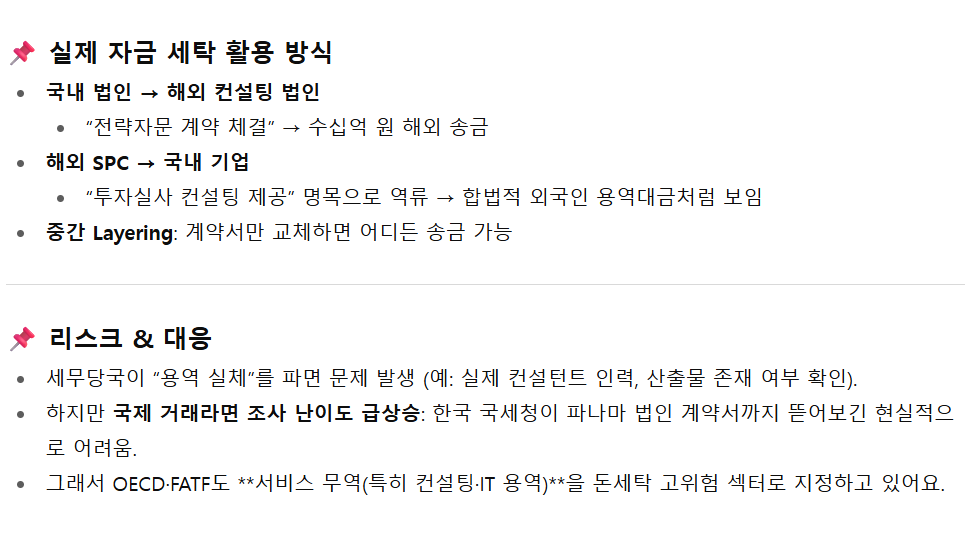 📌 실제 자금 세탁 활용 방식
• 국내 법인 → 해외 컨설팅 법인
• “전략자문 계약 체결” → 수십억 원 해외 송금
• 해외 SPC → 국내 기업
• “투자실사 컨설팅 제공” 명목으로 역류 → 합법적 외국인 용역대금처럼 보임
• 중간 Layering: 계약서만 교체하면 어디든 송금 가능
📌 리스크 & 대응
• 세무당국이 “용역 실체”를 파면 문제 발생 (예: 실제 컨설턴트 인력, 산출물 존재 여부 확인).
• 하지만 국제 거래라면 조사 난이도 급상승: 한국 국세청이 파나마 법인 계약서까지 뜯어보긴 현실적으
로 어려움.
• 그래서 OECD·FATF도 **서비스 무역(특히 컨설팅·IT 용역)**을 돈세탁 고위험 섹터로 지정하고 있어요.